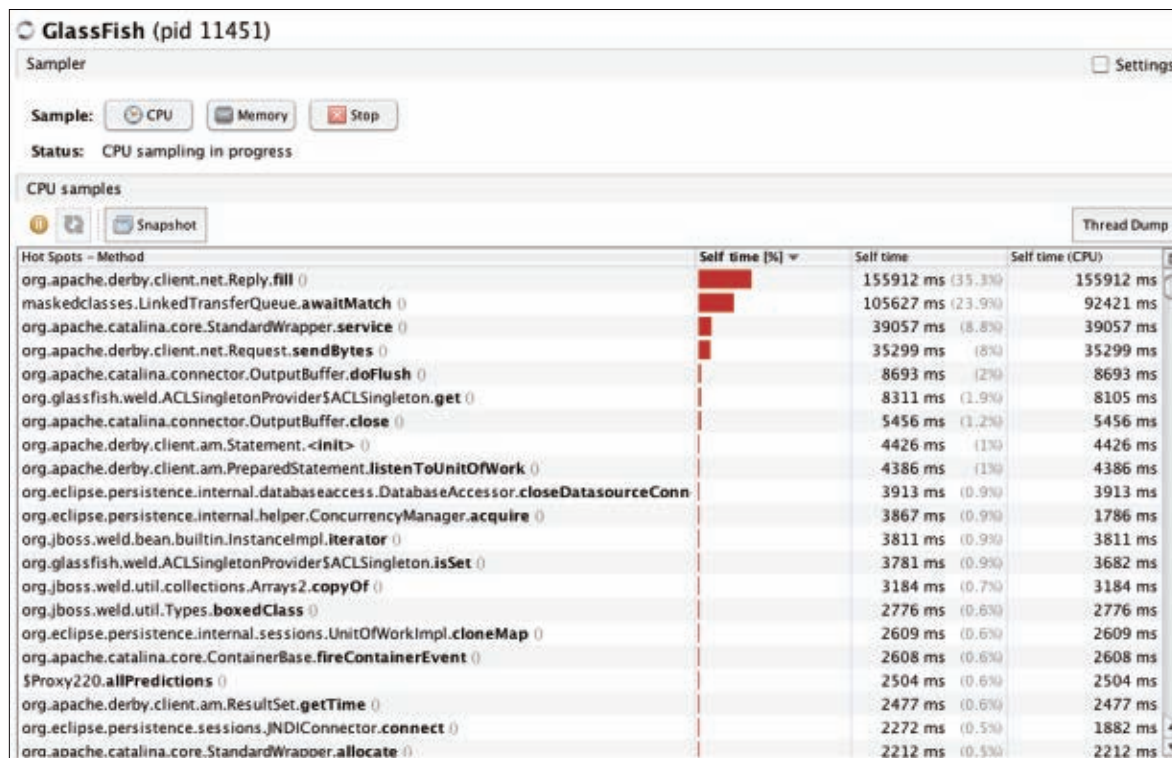 GlassFish (pid 11451)
Sampler Settings
Sample: CPU Memory Stop
Status: CPU sampling in progress
CPU samples
Snapshot Thread Dump
Hot Spots - Method Self time [%] Self time Self time (CPU)
org.apache.derby.client.net.Reply.fill () 155912 ms (35.3%) 155912 ms
maskedclasses.LinkedTransferQueue.awaitMatch () 105627 ms (23.9%) 92421 ms
org.apache.catalina.core.StandardWrapper.service () 39057 ms (8.8%) 39057 ms
org.apache.derby.client.net.Request.sendBytes () 35299 ms (8%) 35299 ms
org.apache.catalina.connector.OutputBuffer.doFlush () 8693 ms (2%) 8693 ms
org.glassfish.weld.ACLSingletonProvider$ACLSingleton.get () 8311 ms (1.9%) 8105 ms
org.apache.catalina.connector.OutputBuffer.close () 5456 ms (1.2%) 5456 ms
org.apache.derby.client.am.Statement.<init> () 4426 ms (1%) 4426 ms
org.apache.derby.client.am.PreparedStatement.listenToUnitOfWork () 4386 ms (1%) 4386 ms
org.eclipse.persistence.internal.databaseaccess.DatabaseAccessor.closeDatasourceConn 3913 ms (0.9%) 3913 ms
org.eclipse.persistence.internal.helper.ConcurrencyManager.acquire () 3867 ms (0.9%) 1786 ms
org.jboss.weld.bean.builtin.InstanceImpl.iterator () 3811 ms (0.9%) 3811 ms
org.glassfish.weld.ACLSingletonProvider$ACLSingleton.isSet () 3781 ms (0.9%) 3682 ms
org.jboss.weld.util.collections.Arrays2.copyOf () 3184 ms (0.7%) 3184 ms
org.jboss.weld.util.Types.boxedClass () 2776 ms (0.6%) 2776 ms
org.eclipse.persistence.internal.sessions.UnitOfWorkImpl.cloneMap () 2609 ms (0.6%) 2609 ms
org.apache.catalina.core.ContainerBase.fireContainerEvent () 2608 ms (0.6%) 2608 ms
$Proxy220.allPredictions () 2504 ms (0.6%) 2504 ms
org.apache.derby.client.am.ResultSet.getTime () 2477 ms (0.6%) 2477 ms
org.eclipse.persistence.sessions.JNDIConnector.connect () 2272 ms (0.5%) 1882 ms
org.apache.catalina.core.StandardWrapper.allocate () 2212 ms (0.5%) 2212 ms